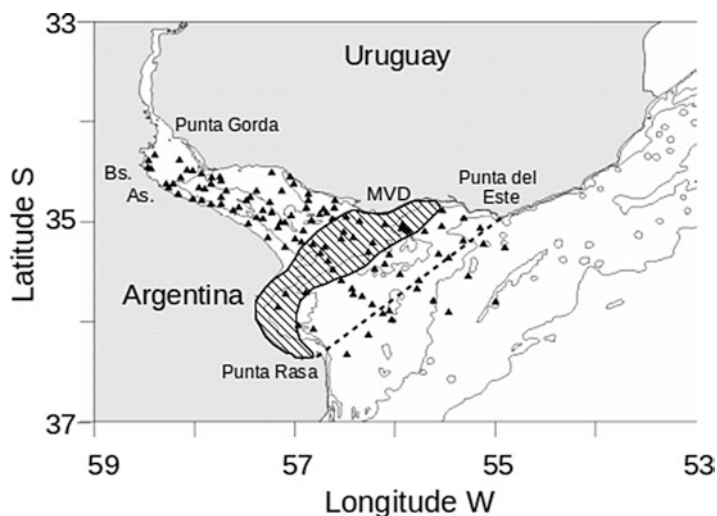 33
Uruguay
Punta Gorda
Bs.
As.
MVD
Punta del
Este
35
Latitude S
Argentina
Punta Rasa
37
59
57
55
53
Longitude W